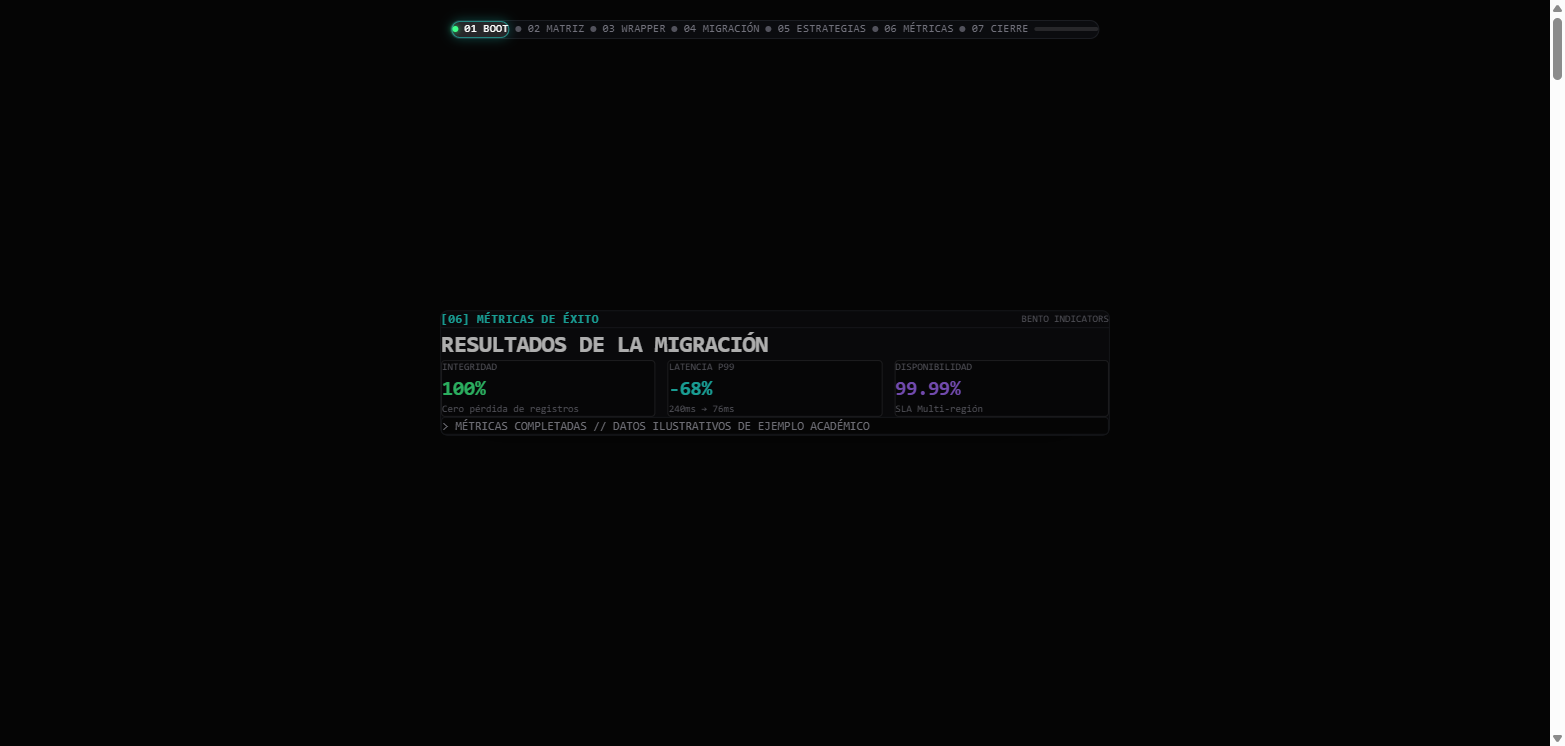 01 BOOT 02 MATRIZ 03 WRAPPER 04 MIGRACIÓN 05 ESTRATEGIAS 06 MÉTRICAS 07 CIERRE
[06] MÉTRICAS DE ÉXITO BENTO INDICATORS
RESULTADOS DE LA MIGRACIÓN
INTEGRIDAD
100%
Cero pérdida de registros
LATENCIA P99
-68%
240ms → 76ms
DISPONIBILIDAD
99.99%
SLA Multi-región
> MÉTRICAS COMPLETADAS // DATOS ILUSTRATIVOS DE EJEMPLO ACADÉMICO